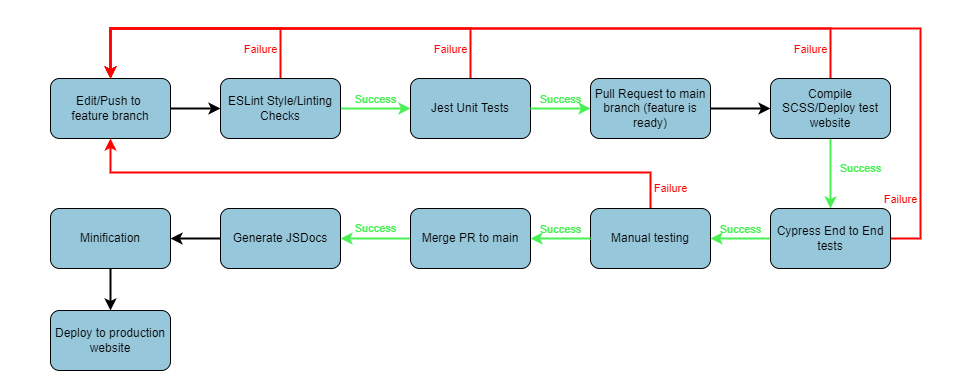 Failure
Failure
Failure
Edit/Push to
feature branch
ESLint Style/Linting
Checks
Success
Jest Unit Tests
Success
Pull Request to main
branch (feature is
ready)
Compile
SCSS/Deploy test
website
Success
Failure
Failure
Minification
Generate JSDocs
Success
Merge PR to main
Success
Manual testing
Success
Cypress End to End
tests
Deploy to production
website